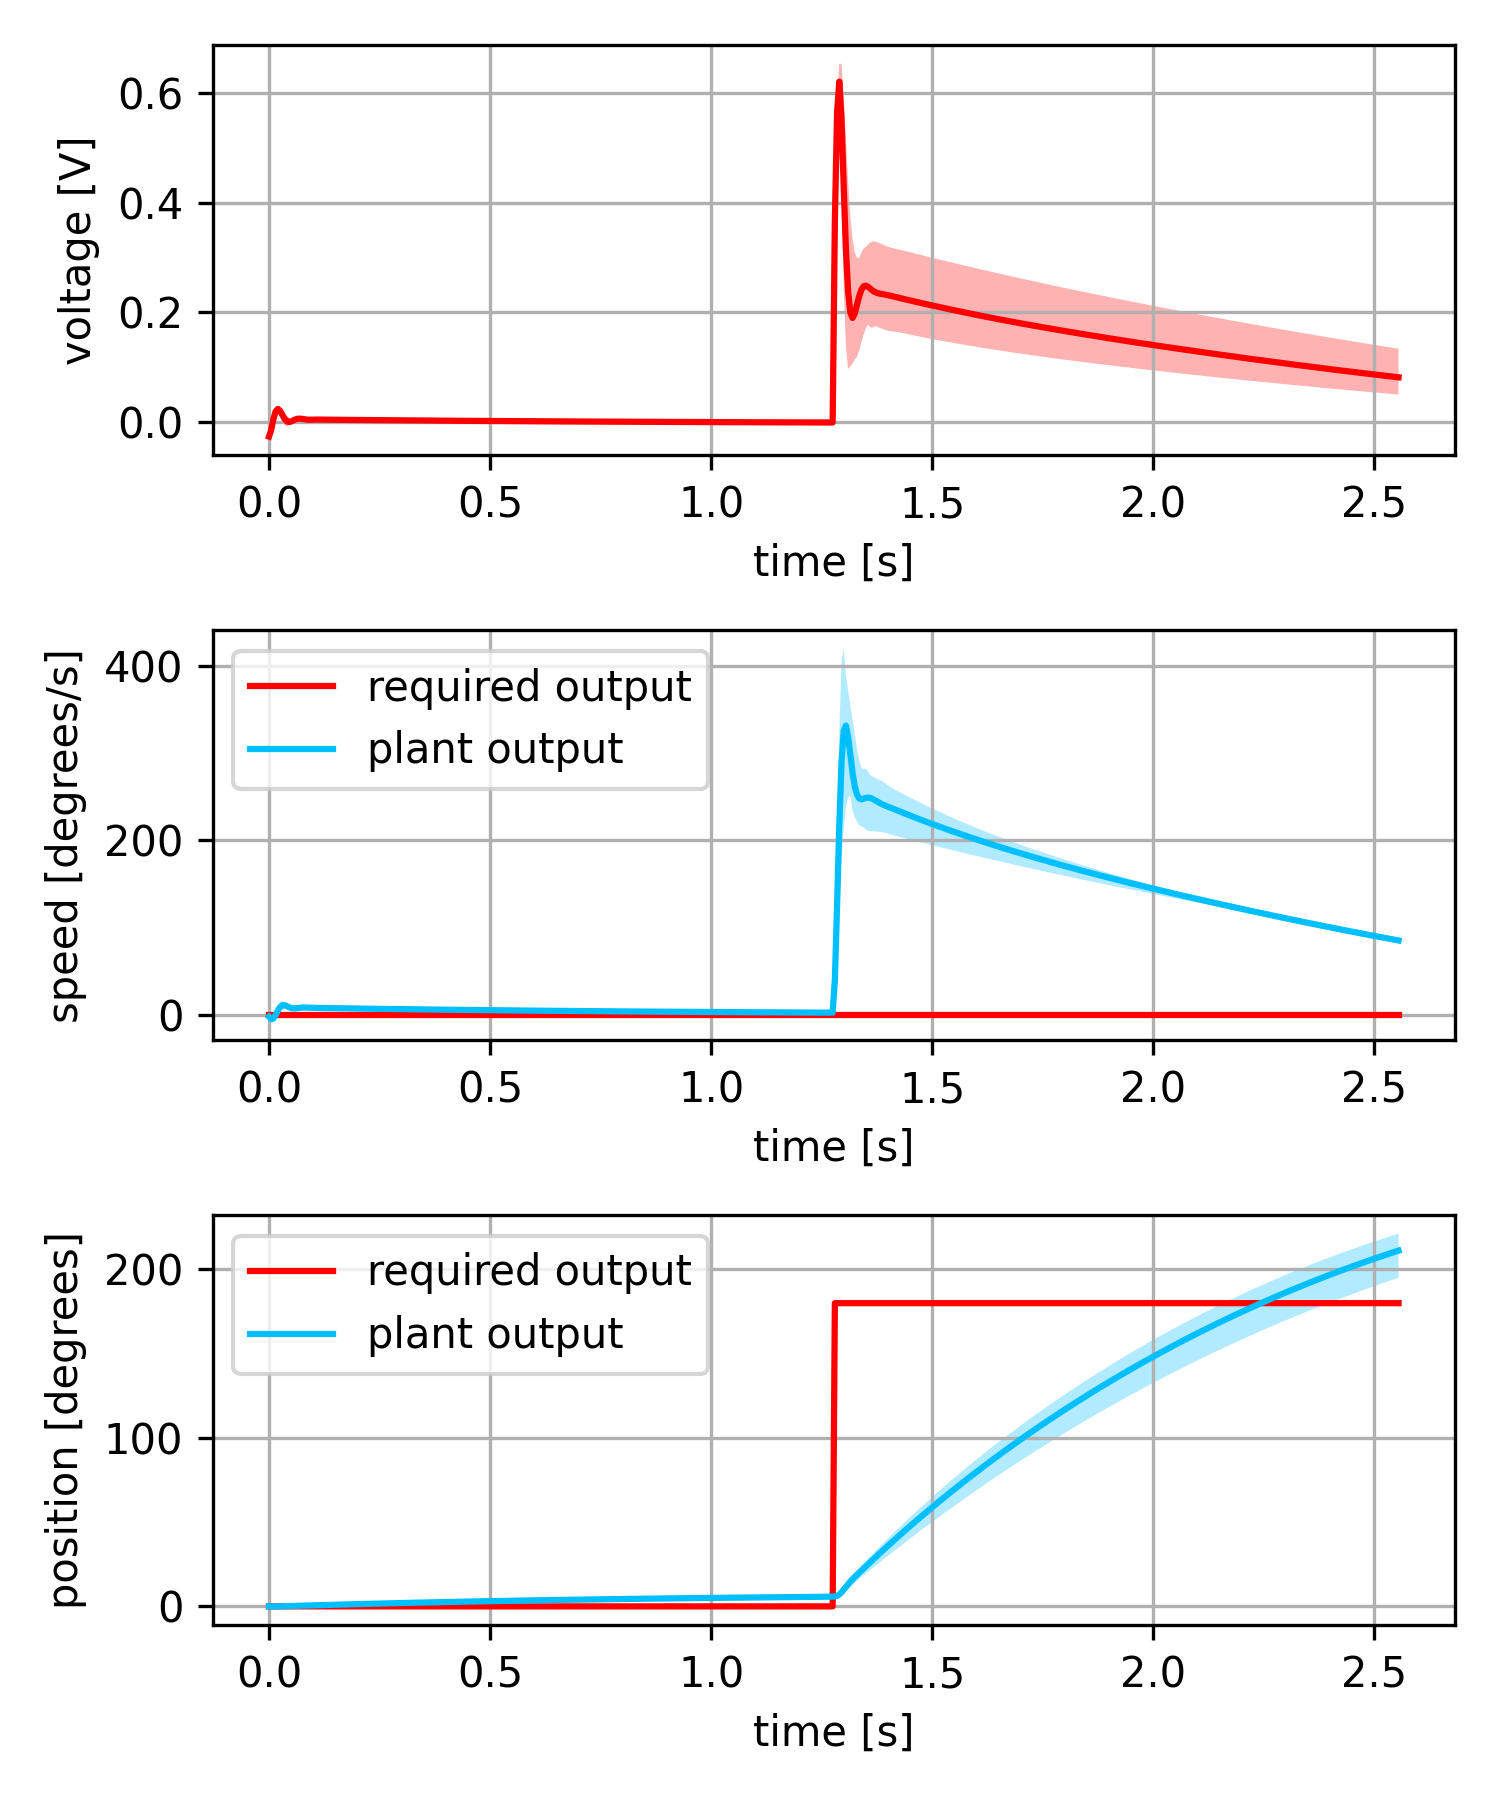 voltage [V]
0.6
0.4
0.2
0.0
0.0 0.5 1.0 1.5 2.0 2.5
time [s]
speed [degrees/s]
400
200
0
required output
plant output
0.0 0.5 1.0 1.5 2.0 2.5
time [s]
position [degrees]
200
100
0
required output
plant output
0.0 0.5 1.0 1.5 2.0 2.5
time [s]